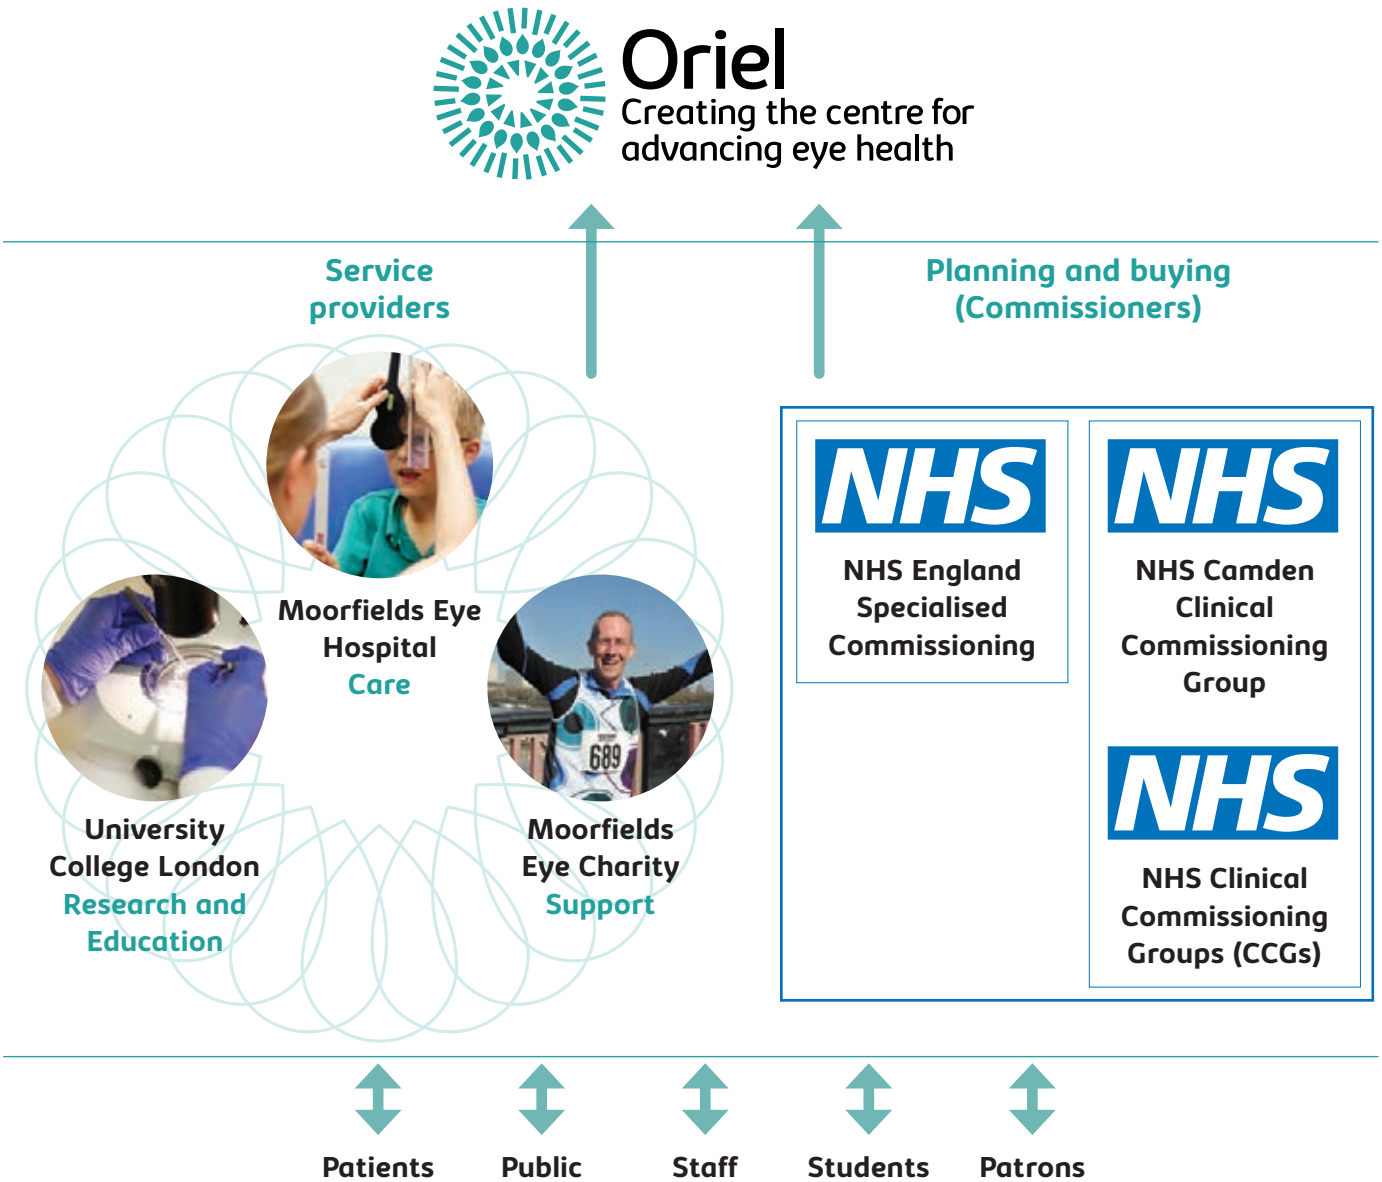 Oriel
Creating the centre for
advancing eye health
Service
providers
Planning and buying
(Commissioners)
Moorfields Eye
Hospital
Care
University
College London
Research and
Education
689
Moorfields
Eye Charity
Support
NHS
NHS England
Specialised
Commissioning
NHS
NHS Camden
Clinical
Commissioning
Group
NHS
NHS Clinical
Commissioning
Groups (CCGs)
Patients
Public
Staff
Students
Patrons